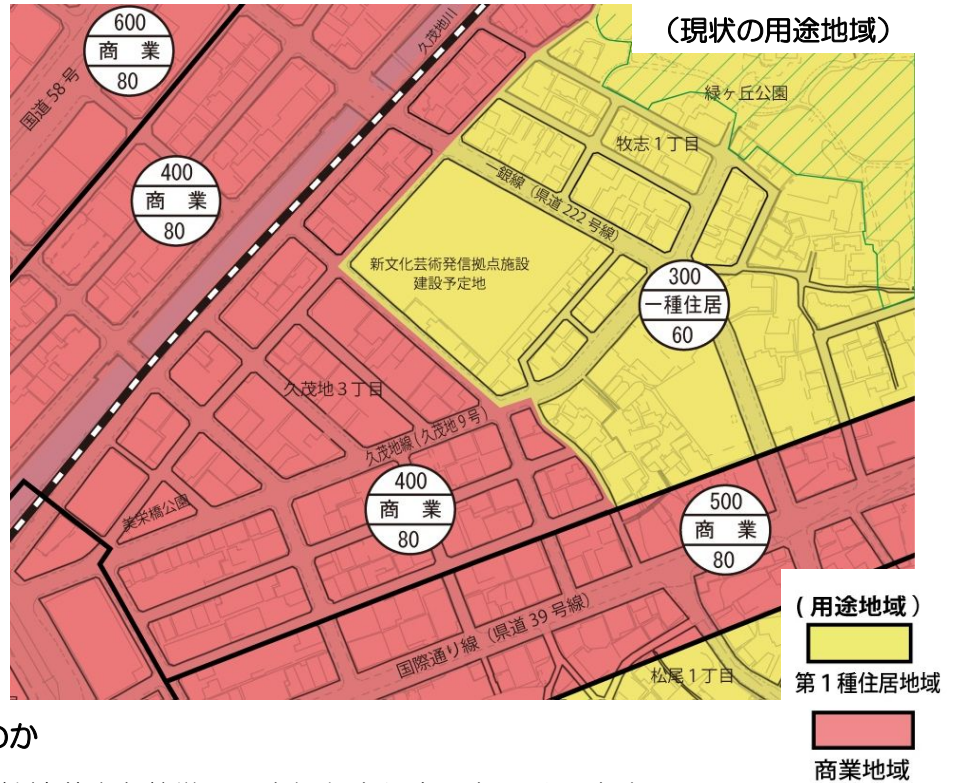 （現状の用途地域）
600
商 業
80
国道58号
久茂地川
緑ヶ丘公園
牧志1丁目
400
商 業
80
一銀線（県道222号線）
新文化芸術発信拠点施設
建設予定地
300
一種住居
60
久茂地3丁目
久茂地線（久茂地9号）
美栄橋公園
400
商 業
80
500
商 業
80
国際通り線（県道39号線）
松尾1丁目
（用途地域）
第1種住居地域
商業地域
のか